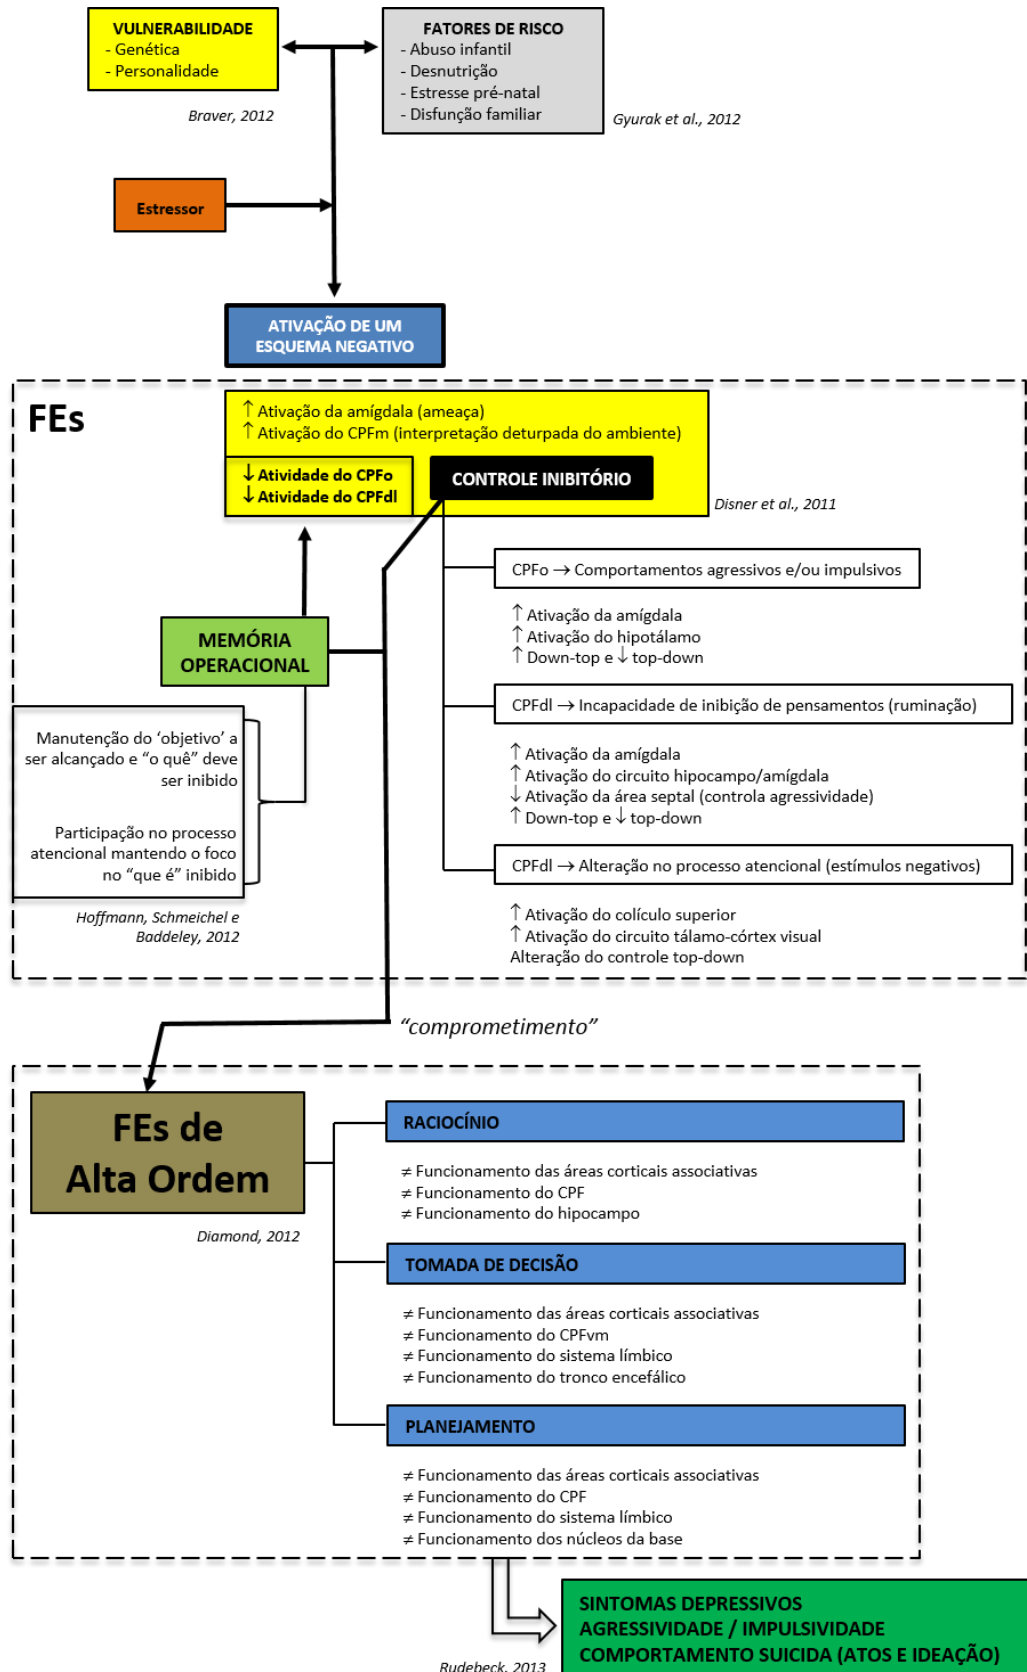 VULNERABILIDADE
- Genética
- Personalidade
Braver, 2012
FATORES DE RISCO
- Abuso infantil
- Desnutrição
- Estresse pré-natal
- Disfunção familiar
Gyurak et al., 2012
Estressor
ATIVAÇÃO DE UM
ESQUEMA NEGATIVO
FEs
↑ Ativação da amígdala (ameaça)
↑ Ativação do CPFm (interpretação deturpada do ambiente)
↓ Atividade do CPFo
↓ Atividade do CPFdl
CONTROLE INIBITÓRIO
Disner et al., 2011
CPFo → Comportamentos agressivos e/ou impulsivos
↑ Ativação da amígdala
↑ Ativação do hipotálamo
↑ Down-top e ↓ top-down
MEMÓRIA
OPERACIONAL
CPFdl → Incapacidade de inibição de pensamentos (ruminação)
↑ Ativação da amígdala
↑ Ativação do circuito hipocampo/amígdala
↓ Ativação da área septal (controla agressividade)
↑ Down-top e ↓ top-down
Manutenção do ‘objetivo’ a
ser alcançado e “o quê” deve
ser inibido
Participação no processo
atencional mantendo o foco
no “que é” inibido
Hoffmann, Schmeichel e
Baddeley, 2012
CPFdl → Alteração no processo atencional (estímulos negativos)
↑ Ativação do colículo superior
↑ Ativação do circuito tálamo-córtex visual
Alteração do controle top-down
“comprometimento”
FEs de
Alta Ordem
Diamond, 2012
RACIOCÍNIO
≠ Funcionamento das áreas corticais associativas
≠ Funcionamento do CPF
≠ Funcionamento do hipocampo
TOMADA DE DECISÃO
≠ Funcionamento das áreas corticais associativas
≠ Funcionamento do CPFvm
≠ Funcionamento do sistema límbico
≠ Funcionamento do tronco encefálico
PLANEJAMENTO
≠ Funcionamento das áreas corticais associativas
≠ Funcionamento do CPF
≠ Funcionamento do sistema límbico
≠ Funcionamento dos núcleos da base
SINTOMAS DEPRESSIVOS
AGRESSIVIDADE / IMPULSIVIDADE
COMPORTAMENTO SUICIDA (ATOS E IDEAÇÃO)
Rudebeck, 2013